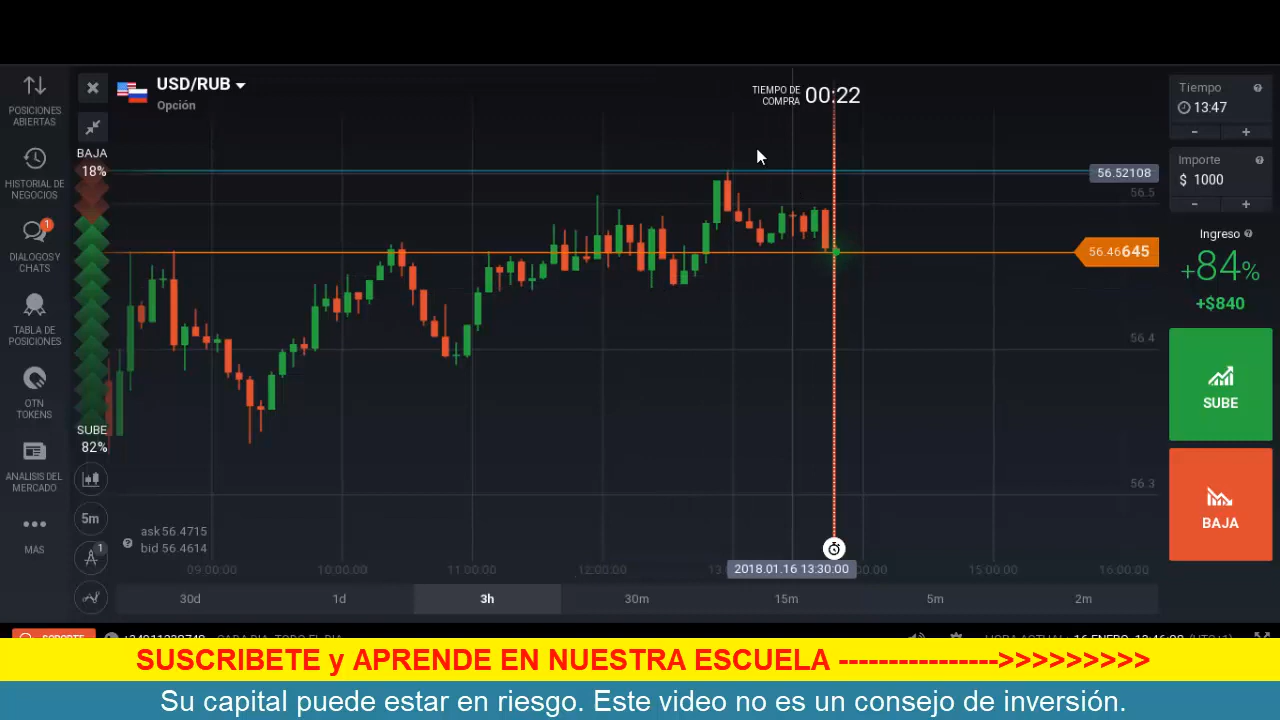 USD/RUB
Opción
TIEMPO DE
COMPRA
00:22
POSICIONES
ABIERTAS
HISTORIAL DE
NEGOCIOS
1
DIALOGOS Y
CHATS
TABLA DE
POSICIONES
OTN
TOKENS
ANÁLISIS DEL
MERCADO
MAS
BAJA
18%
SUBE
82%
5m
1
ask 56.4715
bid 56.4614
56.52108
56.5
56.46645
56.4
56.3
09:00:00
10:00:00
11:00:00
12:00:00
2018.01.16 13:30:00
15:00:00
16:00:00
30d
1d
3h
30m
15m
5m
2m
Tiempo
13:47
-
+
Importe
$ 1000
-
+
Ingreso
+84%
+$840
SUBE
BAJA
SUSCRIBETE y APRENDE EN NUESTRA ESCUELA ---------------->>>>>>>>>
Su capital puede estar en riesgo. Este video no es un consejo de inversión.